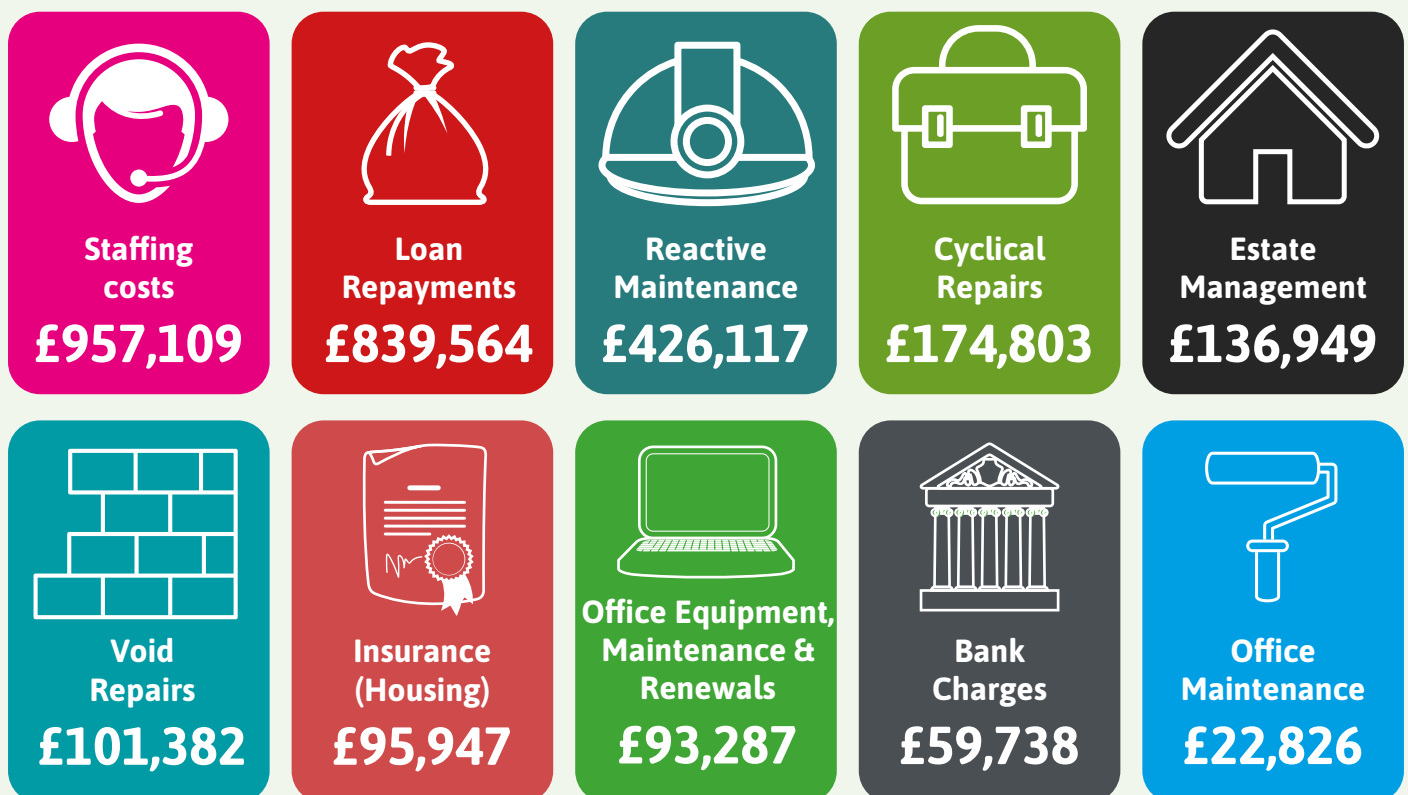 Staffing
costs
£957,109
Loan
Repayments
£839,564
Reactive
Maintenance
£426,117
Cyclical
Repairs
£174,803
Estate
Management
£136,949
Void
Repairs
£101,382
Insurance
(Housing)
£95,947
Office Equipment,
Maintenance &
Renewals
£93,287
Bank
Charges
£59,738
Office
Maintenance
£22,826